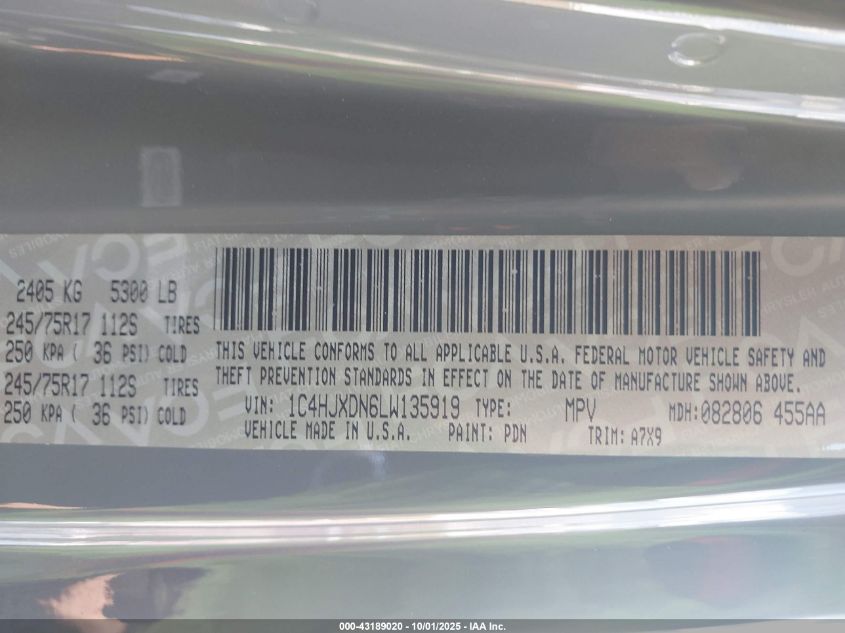 2405 KG 5300 LB
245/75R17 112S TIRES
250 KPA ( 36 PSI) COLD
245/75R17 112S TIRES
250 KPA ( 36 PSI) COLD
THIS VEHICLE CONFORMS TO ALL APPLICABLE U.S.A. FEDERAL MOTOR VEHICLE SAFETY AND
THEFT PREVENTION STANDARDS IN EFFECT ON THE DATE OF MANUFACTURE SHOWN ABOVE.
VIN: 1C4HJXDN6LW135919 TYPE: MPV MDH: 082806 455AA
VEHICLE MADE IN U.S.A. PAINT: PDN TRIM: A7X9
000-43189020 - 10/01/2025 - IAA Inc.